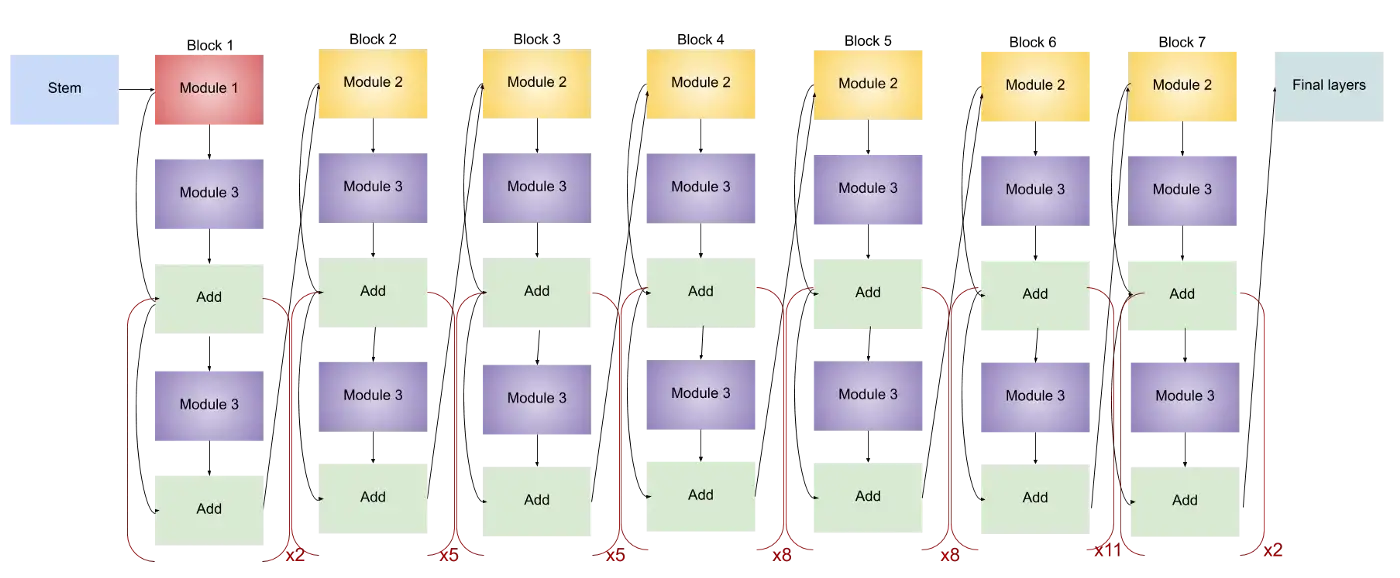 Block 1
Block 2
Block 3
Block 4
Block 5
Block 6
Block 7
Stem
Module 1
Module 2
Module 2
Module 2
Module 2
Module 2
Module 2
Final layers
Module 3
Module 3
Module 3
Module 3
Module 3
Module 3
Module 3
Add
Add
Add
Add
Add
Add
Add
Module 3
Module 3
Module 3
Module 3
Module 3
Module 3
Module 3
Add
Add
Add
Add
Add
Add
Add
x2
x5
x5
x8
x8
x11
x2